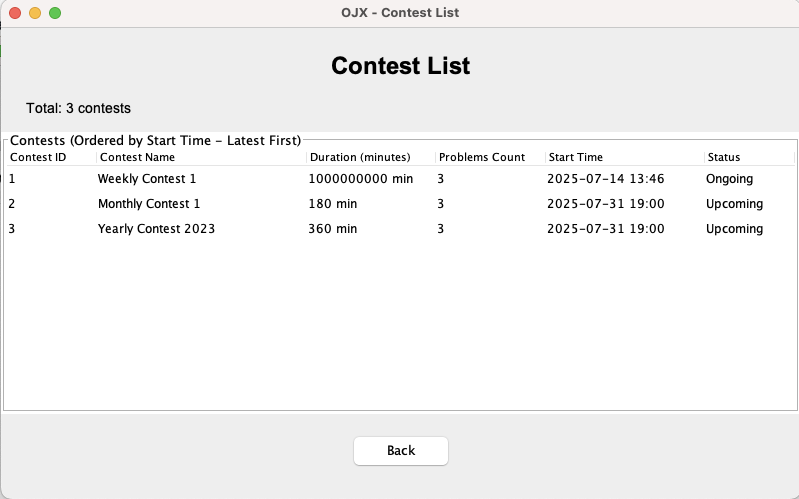 OJX - Contest List
Contest List
Total: 3 contests
Contests (Ordered by Start Time - Latest First)
Contest ID Contest Name Duration (minutes) Problems Count Start Time Status
1 Weekly Contest 1 1000000000 min 3 2025-07-14 13:46 Ongoing
2 Monthly Contest 1 180 min 3 2025-07-31 19:00 Upcoming
3 Yearly Contest 2023 360 min 3 2025-07-31 19:00 Upcoming
Back